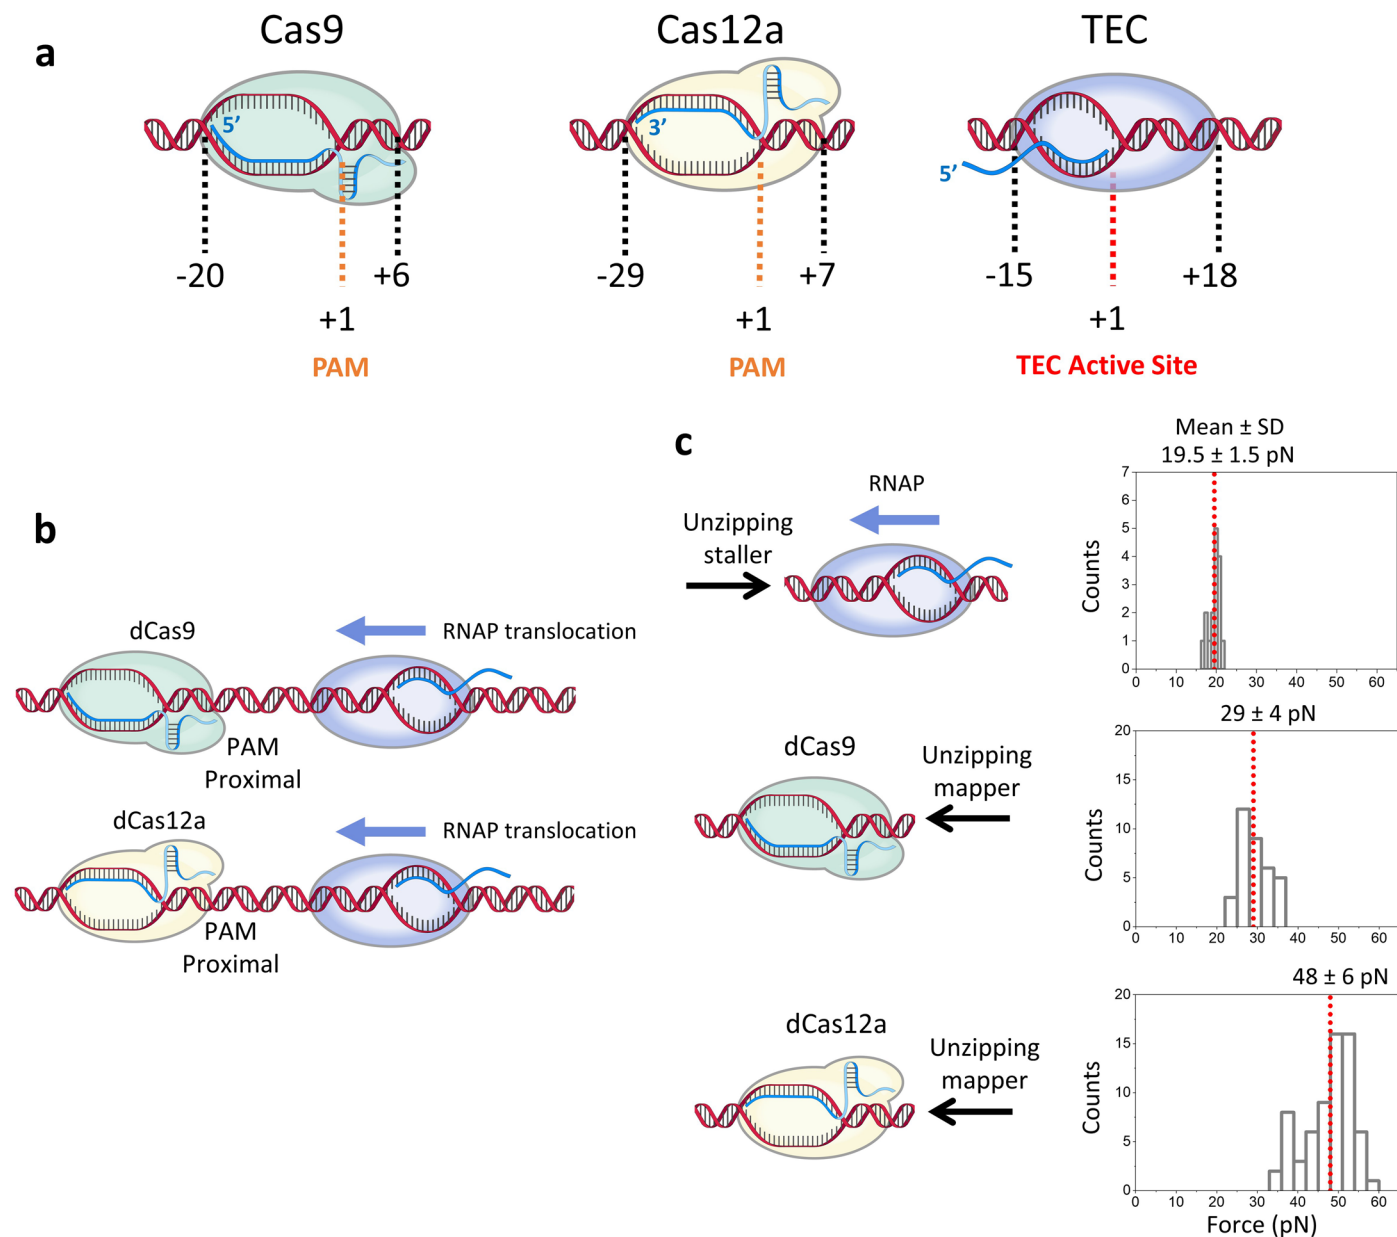 a
Cas9
Cas12a
TEC
5’
3’
5’
-20
+6
-29
+7
-15
+18
+1
+1
+1
PAM
PAM
TEC Active Site
b
dCas9
RNAP translocation
PAM
Proximal
dCas12a
RNAP translocation
PAM
Proximal
c
Unzipping
staller
RNAP
Mean ± SD
19.5 ± 1.5 pN
Counts
7
6
5
4
3
2
1
0
0 10 20 30 40 50 60
dCas9
Unzipping
mapper
29 ± 4 pN
Counts
20
15
10
5
0
0 10 20 30 40 50 60
dCas12a
Unzipping
mapper
48 ± 6 pN
Counts
20
15
10
5
0
0 10 20 30 40 50 60
Force (pN)